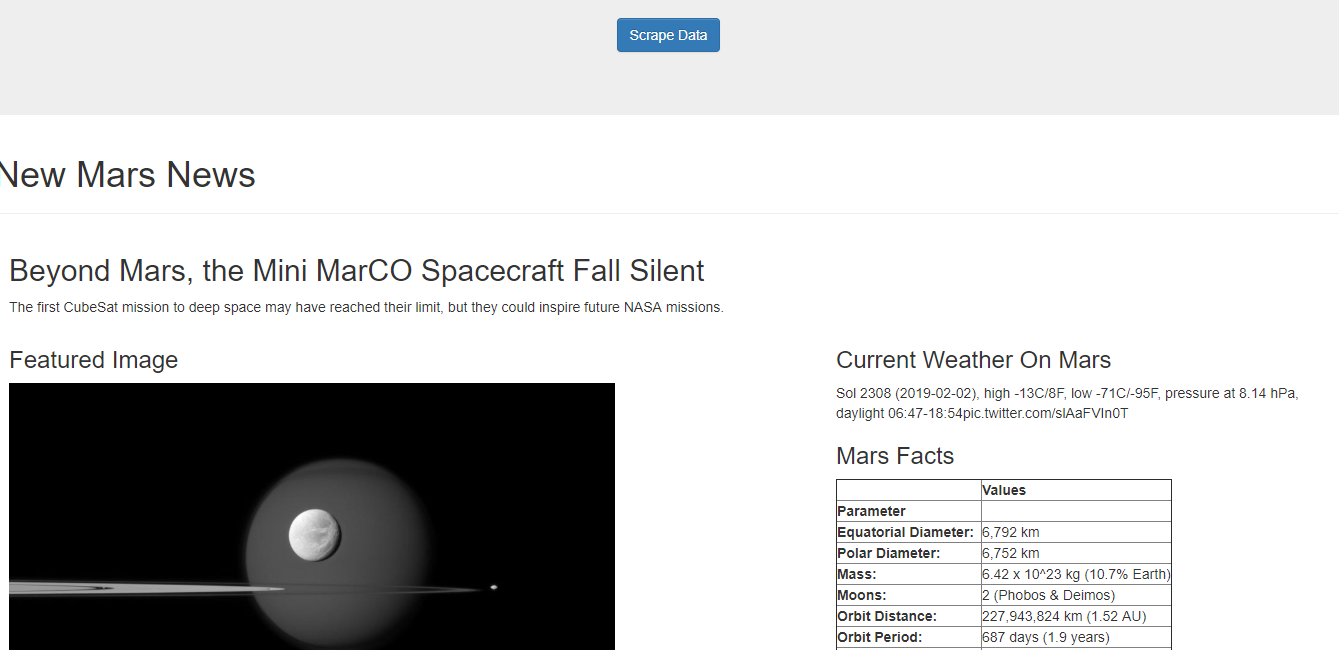 Scrape Data
New Mars News
Beyond Mars, the Mini MarCO Spacecraft Fall Silent
The first CubeSat mission to deep space may have reached their limit, but they could inspire future NASA missions.
Featured Image
Current Weather On Mars
Sol 2308 (2019-02-02), high -13C/8F, low -71C/-95F, pressure at 8.14 hPa,
daylight 06:47-18:54pic.twitter.com/slAaFVIn0T
Mars Facts
Values
Parameter
Equatorial Diameter: 6,792 km
Polar Diameter: 6,752 km
Mass: 6.42 x 10^23 kg (10.7% Earth)
Moons: 2 (Phobos & Deimos)
Orbit Distance: 227,943,824 km (1.52 AU)
Orbit Period: 687 days (1.9 years)